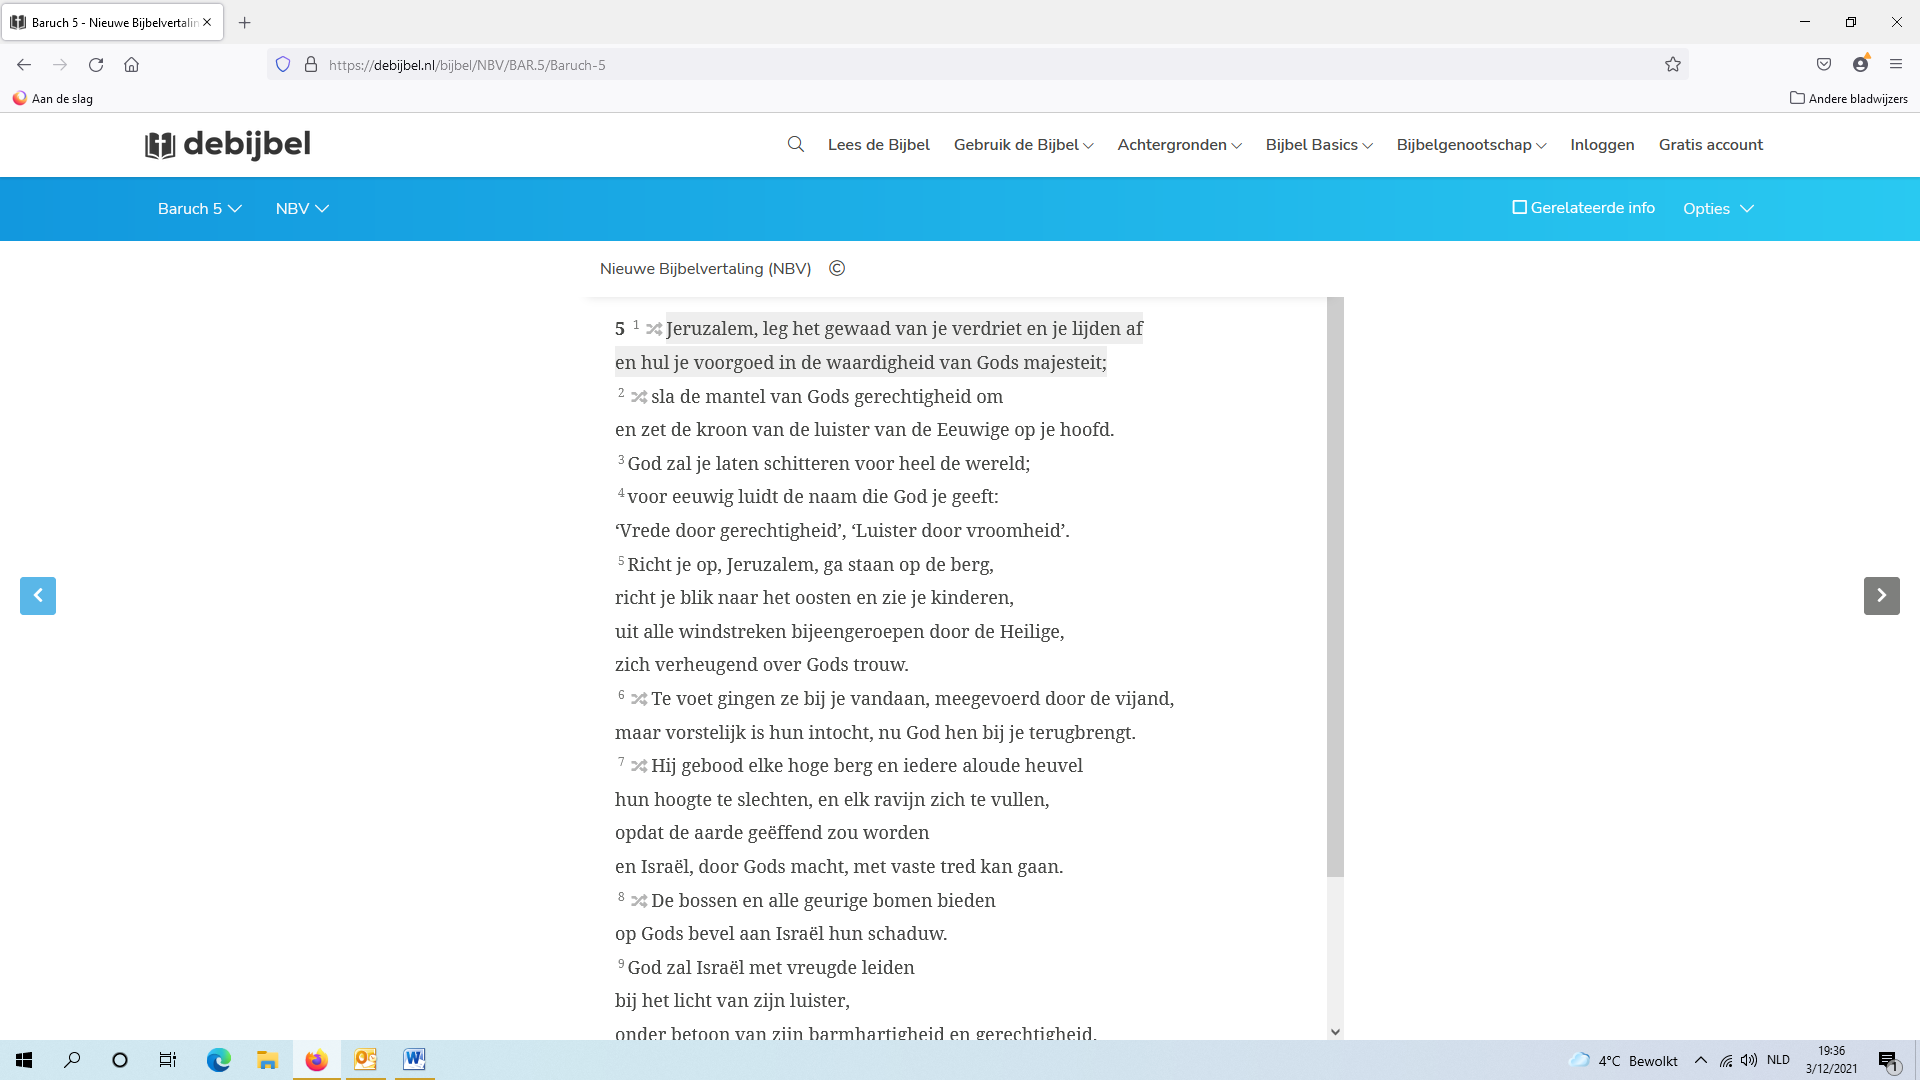 Baruch 5 - Nieuwe Bijbelvertalin
https://debijbel.nl/bijbel/NBV/BAR.5/Baruch-5
Aan de slag
Andere bladwijzers
debijbel
Lees de Bijbel Gebruik de Bijbel Achtergronden Bijbel Basics Bijbelgenootschap Inloggen Gratis account
Baruch 5 NBV Gerelateerde info Opties
Nieuwe Bijbelvertaling (NBV) ©
5 1 Jeruzalem, leg het gewaad van je verdriet en je lijden af
en hul je voorgoed in de waardigheid van Gods majesteit;
2 sla de mantel van Gods gerechtigheid om
en zet de kroon van de luister van de Eeuwige op je hoofd.
3 God zal je laten schitteren voor heel de wereld;
4 voor eeuwig luidt de naam die God je geeft:
‘Vrede door gerechtigheid’, ‘Luister door vroomheid’.
5 Richt je op, Jeruzalem, ga staan op de berg,
richt je blik naar het oosten en zie je kinderen,
uit alle windstreken bijeengeroepen door de Heilige,
zich verheugend over Gods trouw.
6 Te voet gingen ze bij je vandaan, meegevoerd door de vijand,
maar vorstelijk is hun intocht, nu God hen bij je terugbrengt.
7 Hij gebood elke hoge berg en iedere aloude heuvel
hun hoogte te slechten, en elk ravijn zich te vullen,
opdat de aarde geëffend zou worden
en Israël, door Gods macht, met vaste tred kan gaan.
8 De bossen en alle geurige bomen bieden
op Gods bevel aan Israël hun schaduw.
9 God zal Israël met vreugde leiden
bij het licht van zijn luister,
onder betoon van zijn barmhartigheid en gerechtigheid.
4°C Bewolkt NLD 19:36
3/12/2021 1